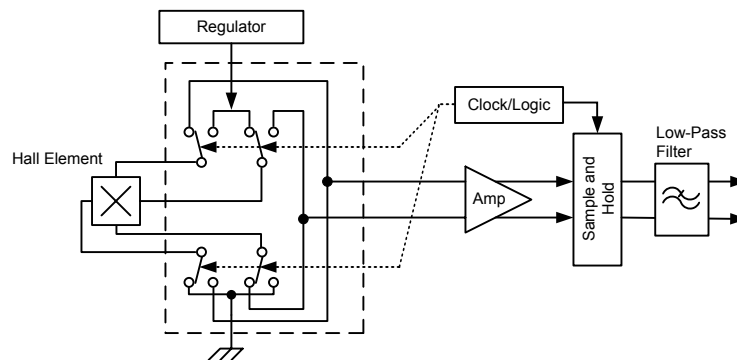 Regulator
Clock/Logic
Low-Pass
Filter
Hall Element
Amp
Sample and
Hold